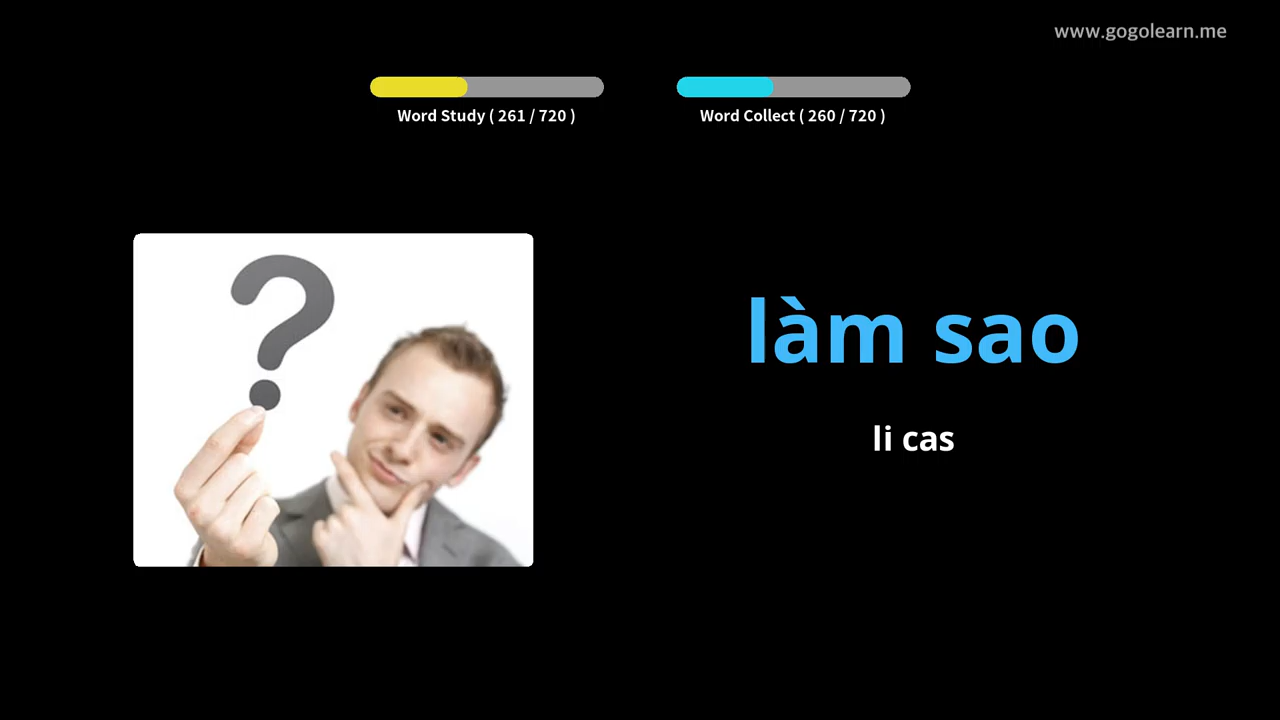 www.gogolearn.me
Word Study ( 261 / 720 )
Word Collect ( 260 / 720 )
?
làm sao
li cas